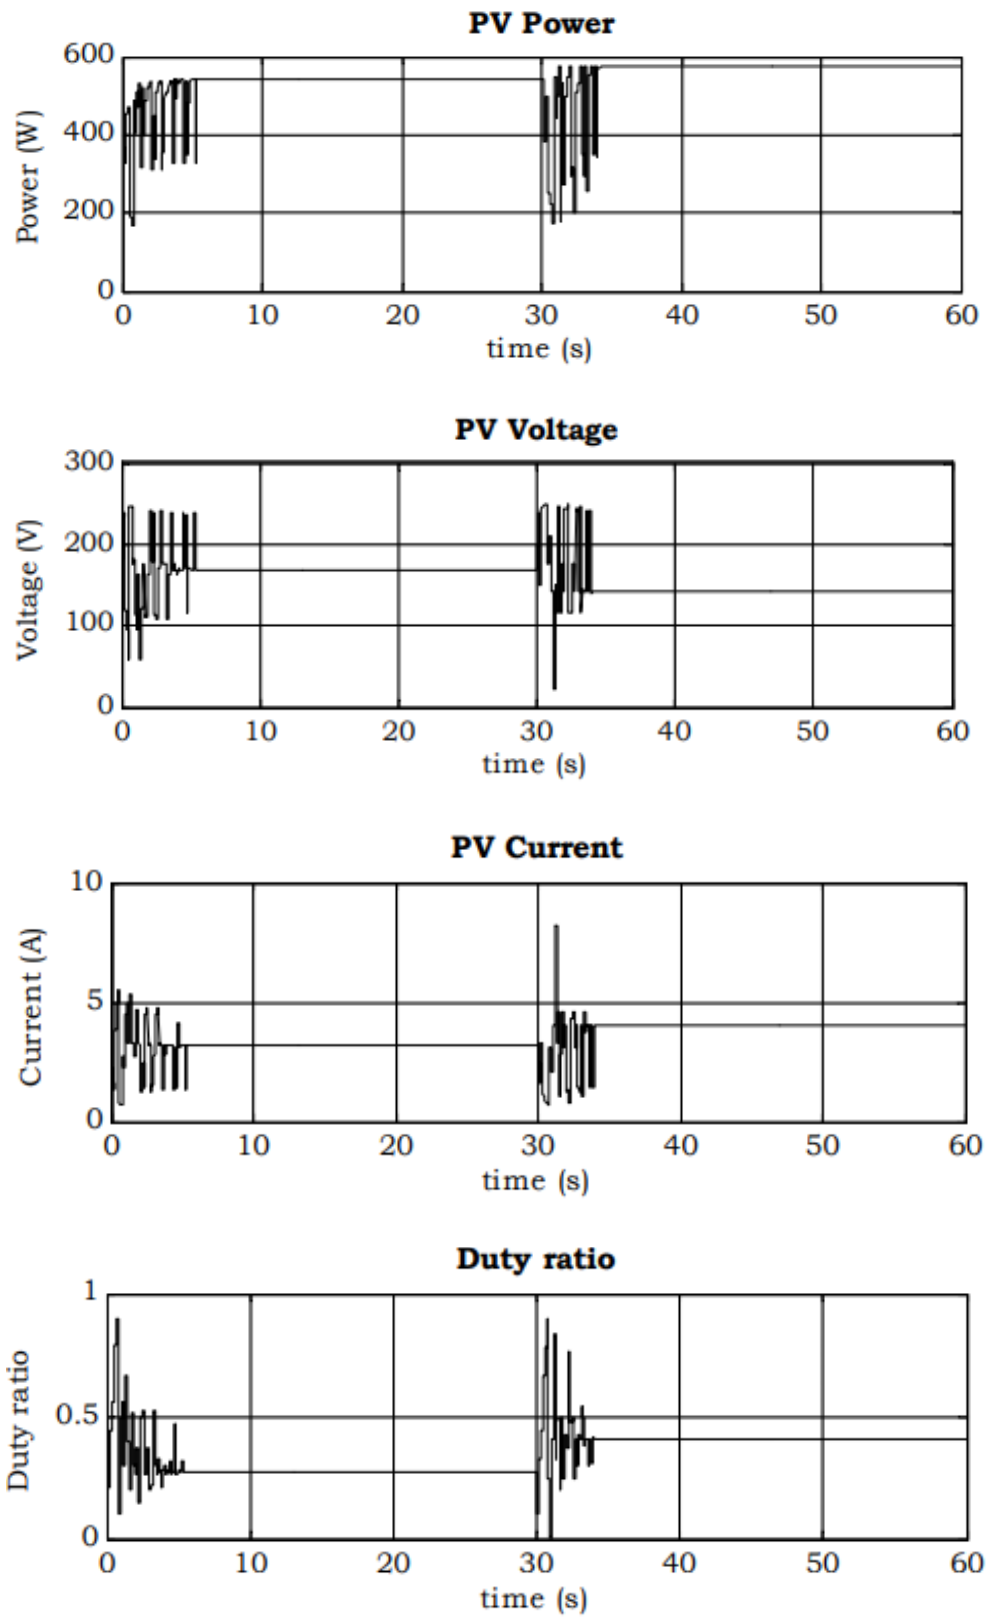 PV Power
600
400
200
0
Power (W)
0 10 20 30 40 50 60
time (s)
PV Voltage
300
200
100
0
Voltage (V)
0 10 20 30 40 50 60
time (s)
PV Current
10
5
0
Current (A)
0 10 20 30 40 50 60
time (s)
Duty ratio
1
0.5
0
Duty ratio
0 10 20 30 40 50 60
time (s)